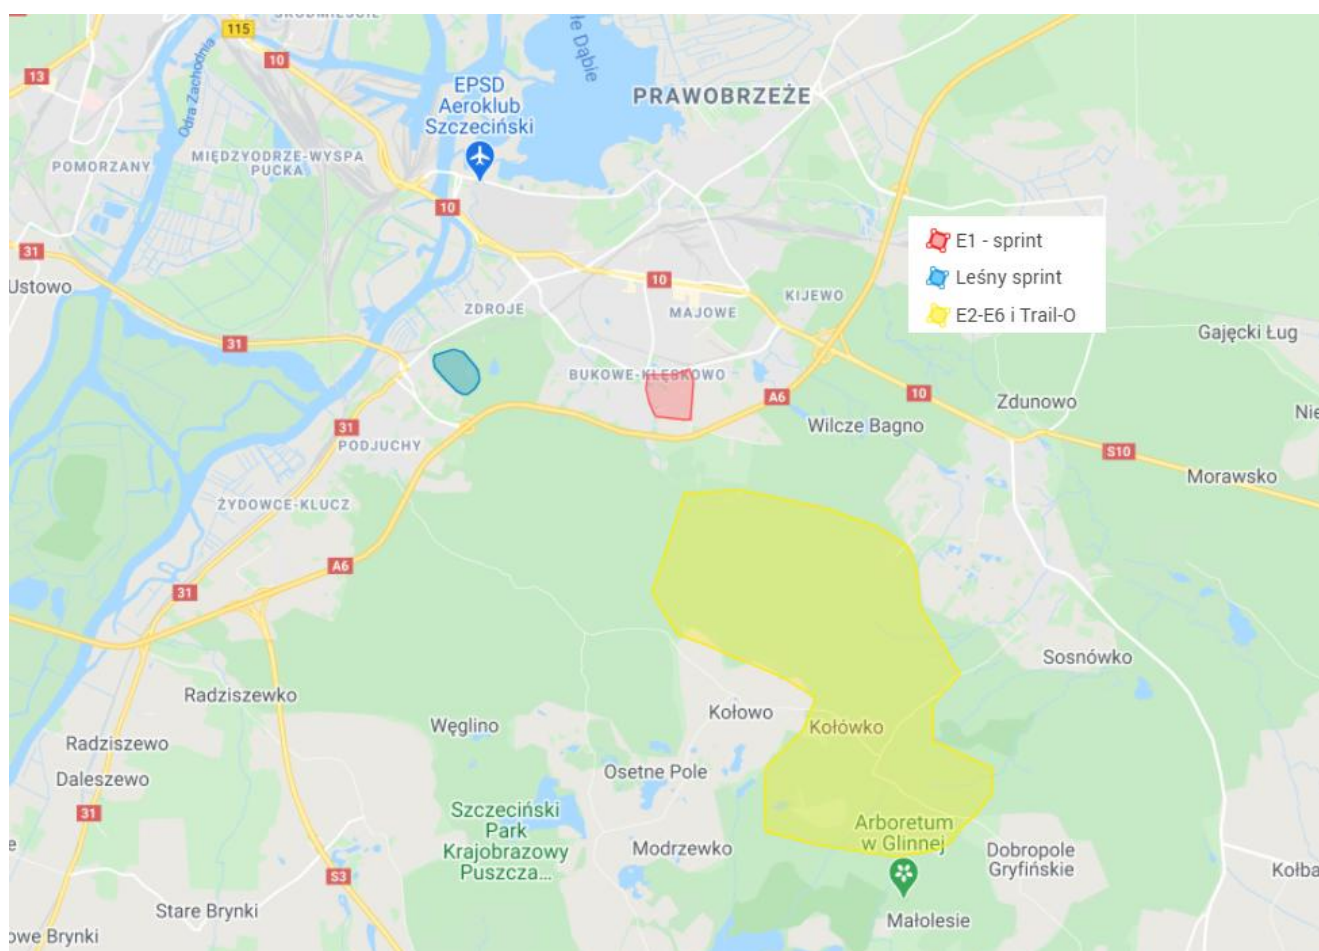 ŚRÓDMIEŚCIE
115
10
13
Odra Zachodnia
EPSD
Aeroklub
Szczeciński
łe Dąbie
PRAWOBRZEŻE
POMORZANY
MIĘDZYODRZE-WYSPA
PUCKA
10
31
Ustowo
E1 - sprint
Leśny sprint
E2-E6 i Trail-O
10
KIJEWO
ZDROJE
MAJOWE
Gajęcki Ług
31
BUKOWE-KLĘSKOWO
A6
10
Zdunowo
Nie
31
Wilcze Bagno
PODJUCHY
S10
Morawsko
ŻYDOWCE-KLUCZ
A6
31
Sosnówko
Radziszewko
Węglino
Kołowo
Kołówko
Radziszewo
Osetne Pole
Daleszewo
31
Szczeciński
Park
Krajobrazowy
Puszcza...
Modrzewko
Arboretum
w Glinnej
Dobropole
Gryfińskie
e
S3
Kołba
Stare Brynki
Małolesie
owe Brynki